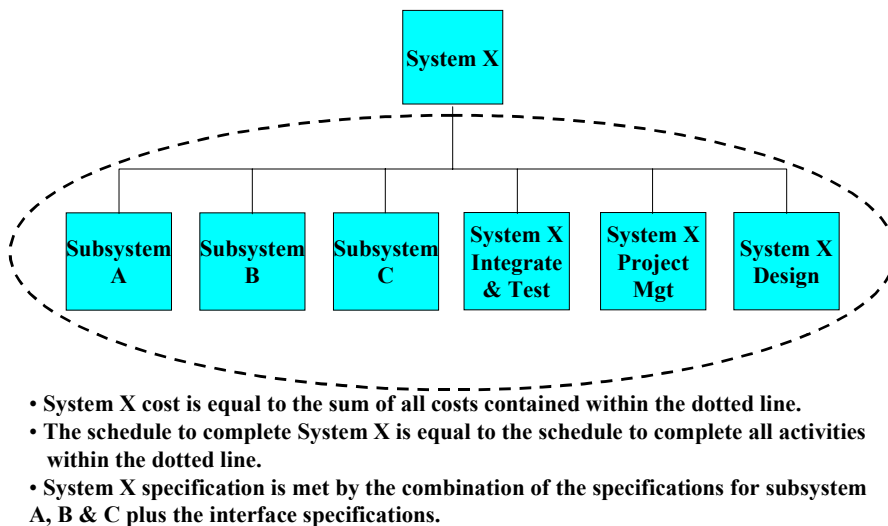 System X
Subsystem
A
Subsystem
B
Subsystem
C
System X
Integrate
& Test
System X
Project
Mgt
System X
Design
• System X cost is equal to the sum of all costs contained within the dotted line.
• The schedule to complete System X is equal to the schedule to complete all activities
within the dotted line.
• System X specification is met by the combination of the specifications for subsystem
A, B & C plus the interface specifications.